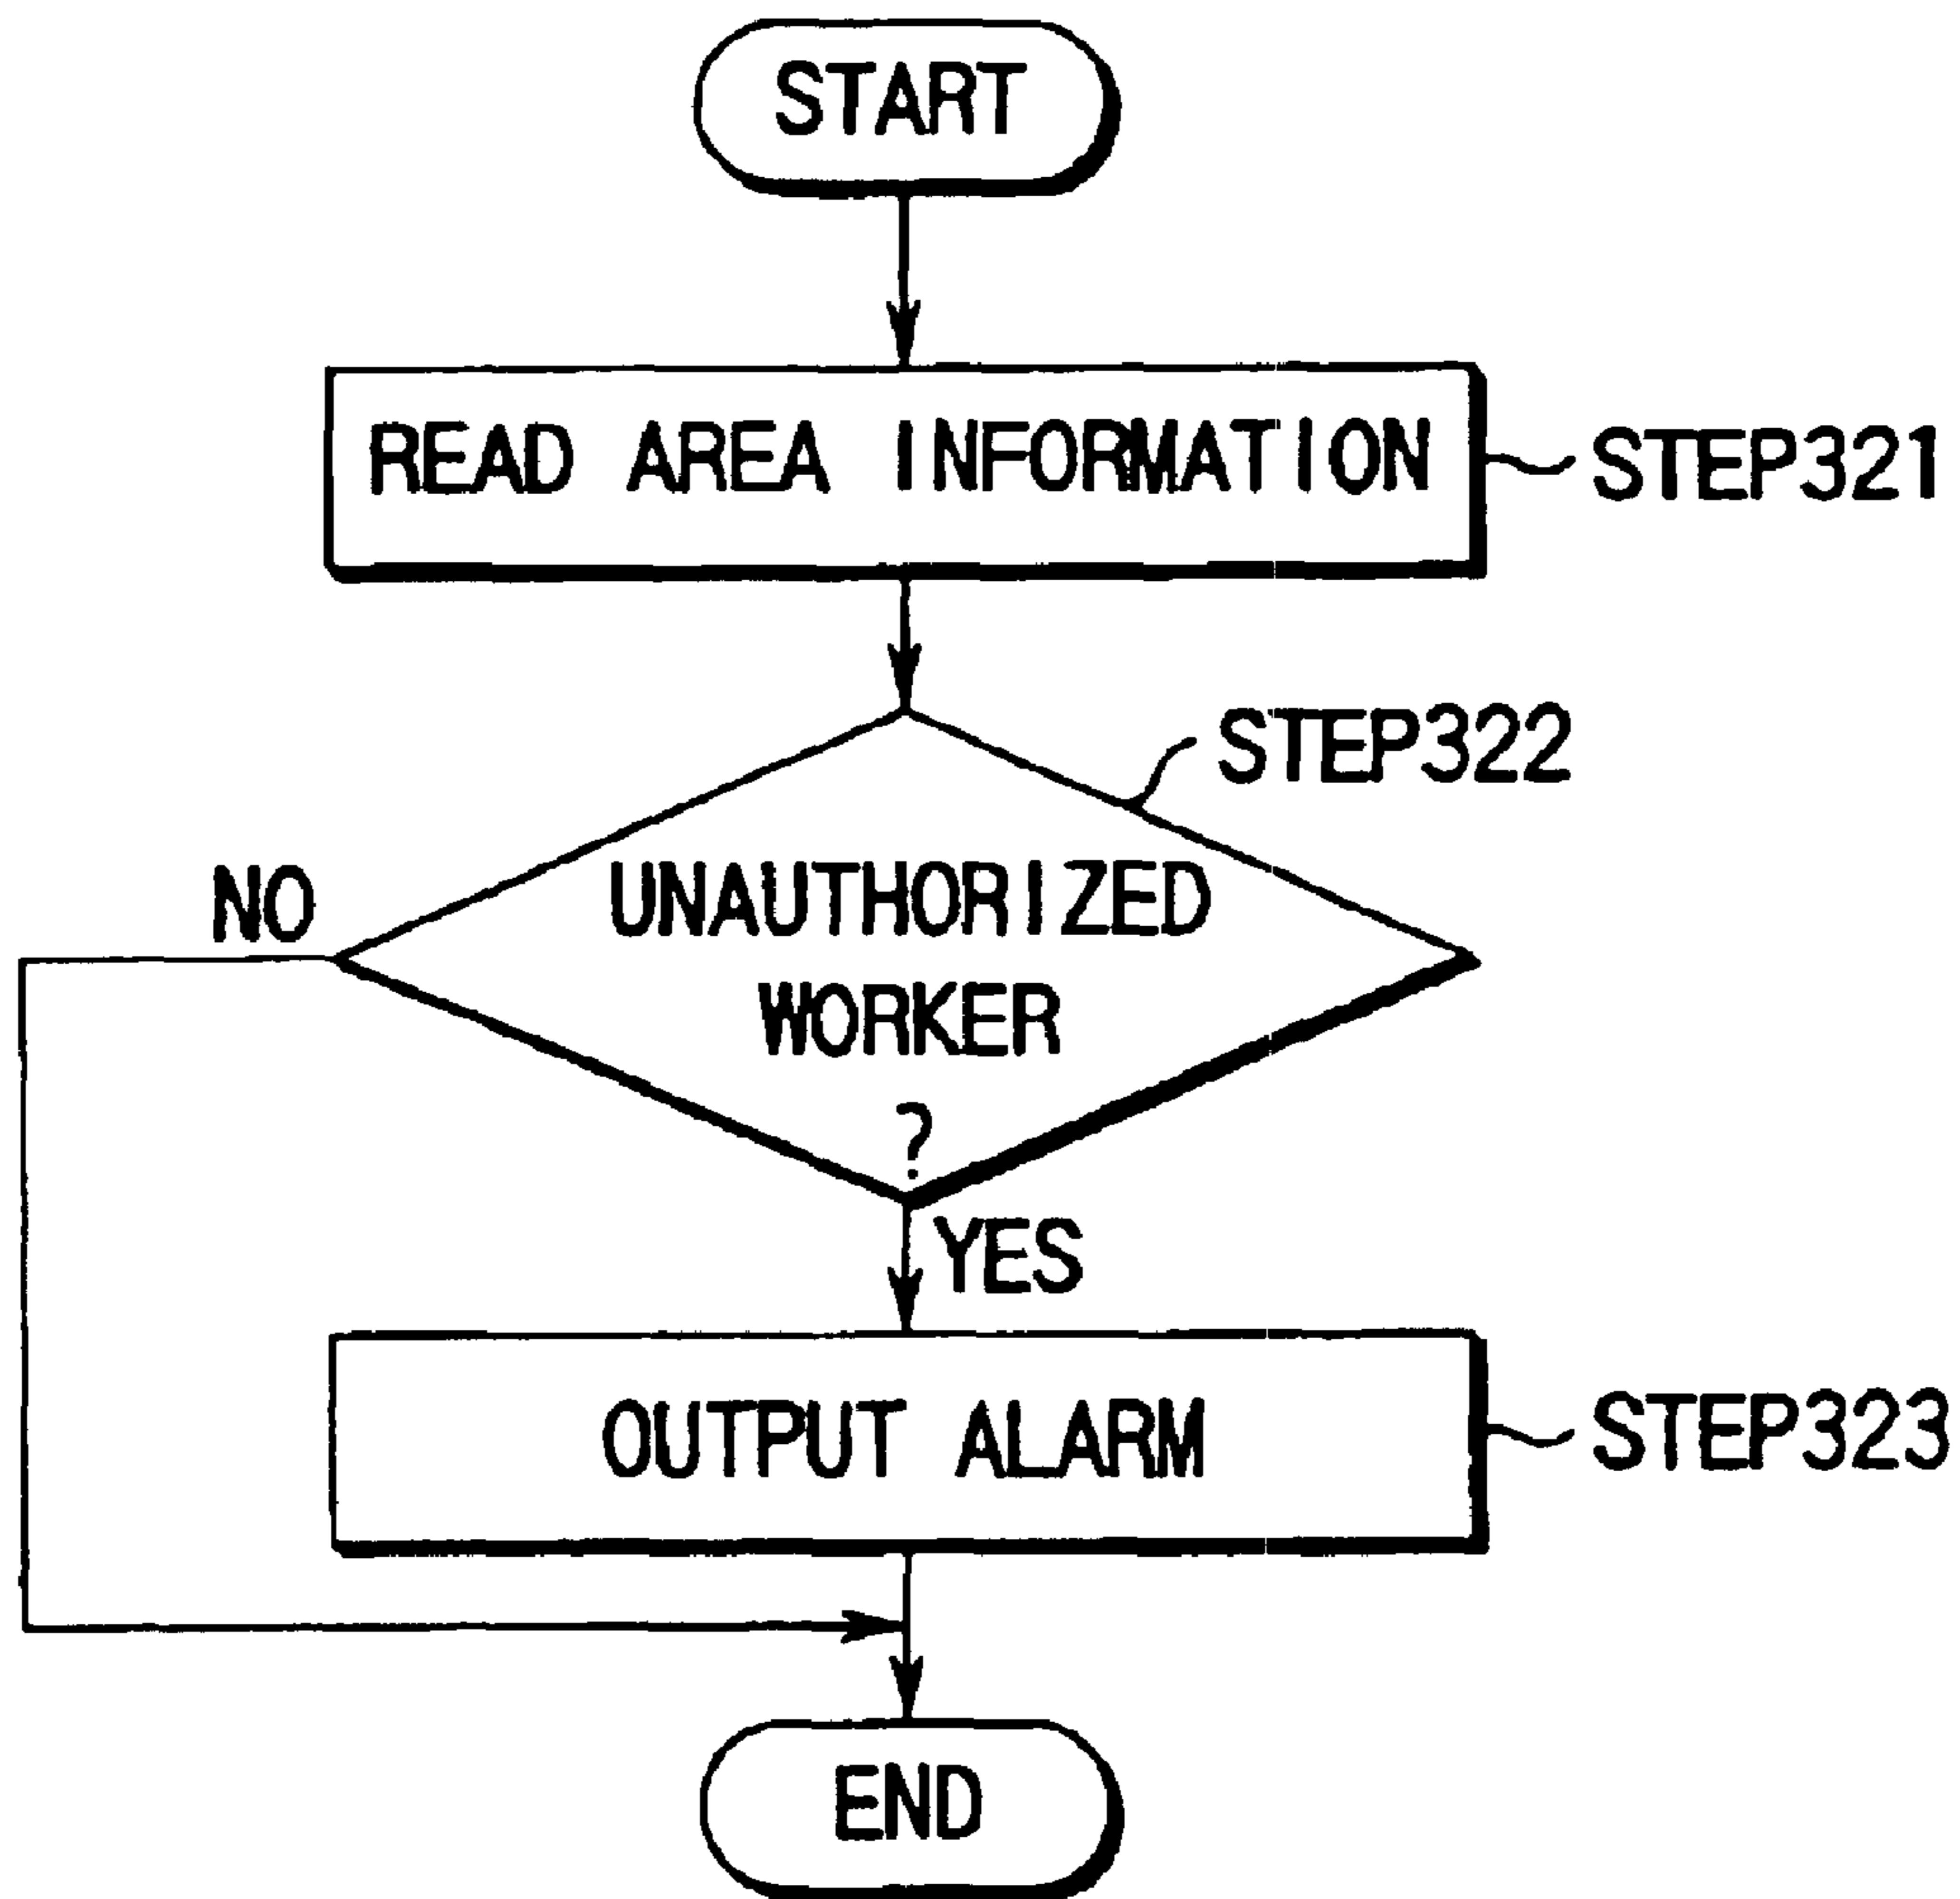 START
READ AREA INFORMATION
STEP321
STEP322
UNAUTHORIZED
WORKER
?
NO
YES
OUTPUT ALARM
STEP323
END